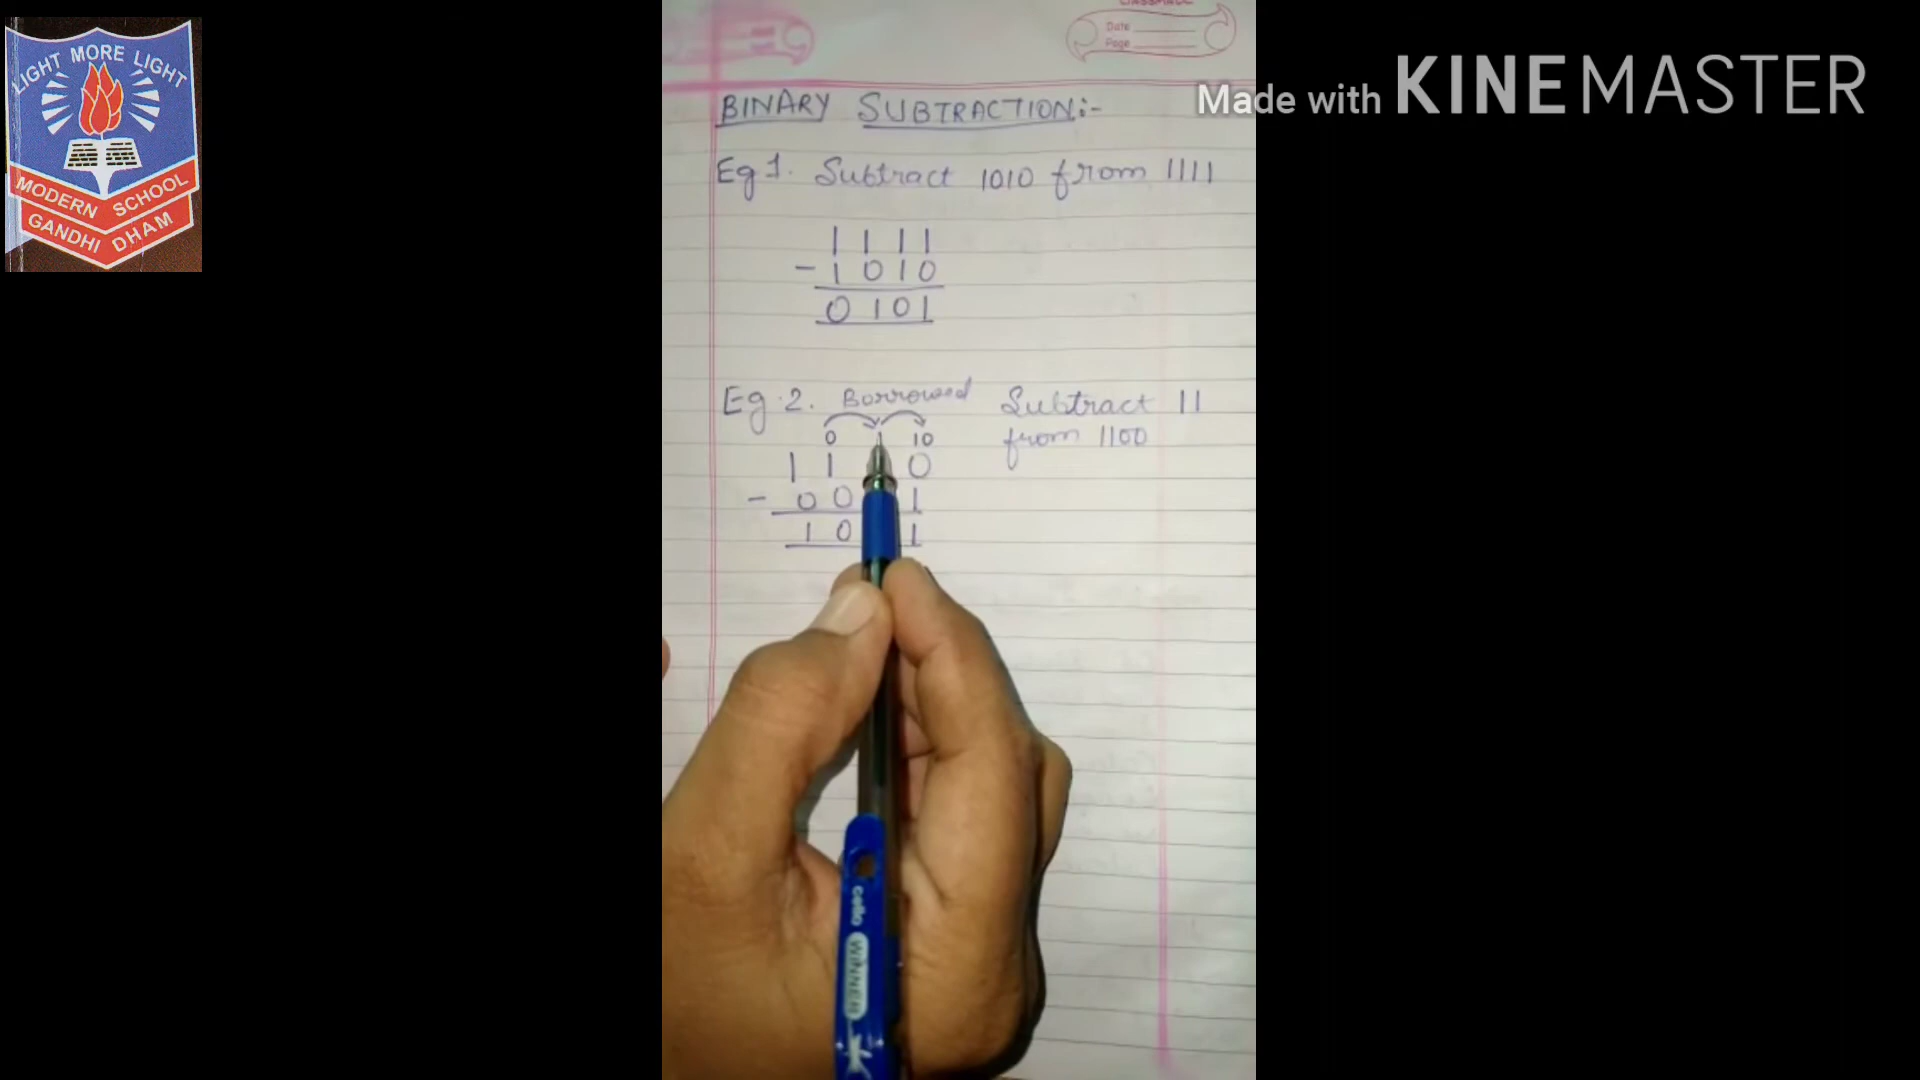 LIGHT MORE LIGHT
MODERN SCHOOL
GANDHI DHAM
Made with KINEMASTER
Date
Page
BINARY SUBTRACTION:-
Eg 1. Subtract 1010 from 1111
1 1 1 1
- 1 0 1 0
0 1 0 1
Eg 2. Borrowed Subtract 11
from 1100
0 1 10
1 1 0
- 0 0 1
1 0 1
cello
WINNER